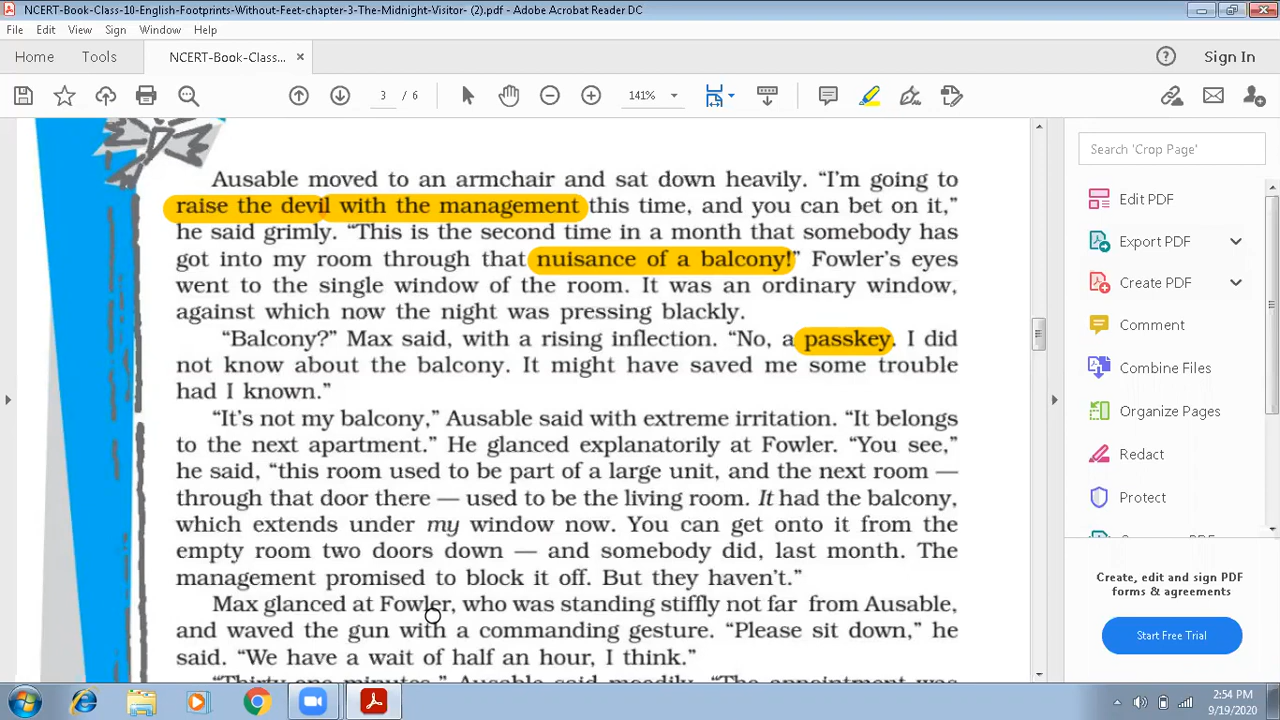 NCERT-Book-Class-10-English-Footprints-Without-Feet-chapter-3-The-Midnight-Visitor- (2).pdf - Adobe Acrobat Reader DC
File Edit View Sign Window Help
Home Tools NCERT-Book-Class... × Sign In
3 / 6 141%
Search 'Crop Page'
Ausable moved to an armchair and sat down heavily. “I’m going to
raise the devil with the management this time, and you can bet on it,”
he said grimly. “This is the second time in a month that somebody has
got into my room through that nuisance of a balcony!” Fowler’s eyes
went to the single window of the room. It was an ordinary window,
against which now the night was pressing blackly.
“Balcony?” Max said, with a rising inflection. “No, a passkey. I did
not know about the balcony. It might have saved me some trouble
had I known.”
“It’s not my balcony,” Ausable said with extreme irritation. “It belongs
to the next apartment.” He glanced explanatorily at Fowler. “You see,”
he said, “this room used to be part of a large unit, and the next room —
through that door there — used to be the living room. It had the balcony,
which extends under my window now. You can get onto it from the
empty room two doors down — and somebody did, last month. The
management promised to block it off. But they haven’t.”
Max glanced at Fowler, who was standing stiffly not far from Ausable,
and waved the gun with a commanding gesture. “Please sit down,” he
said. “We have a wait of half an hour, I think.”
“Thirty-one minutes,” Ausable said moodily. “The appointment was
Edit PDF
Export PDF
Create PDF
Comment
Combine Files
Organize Pages
Redact
Protect
Create, edit and sign PDF
forms & agreements
Start Free Trial
2:54 PM
9/19/2020